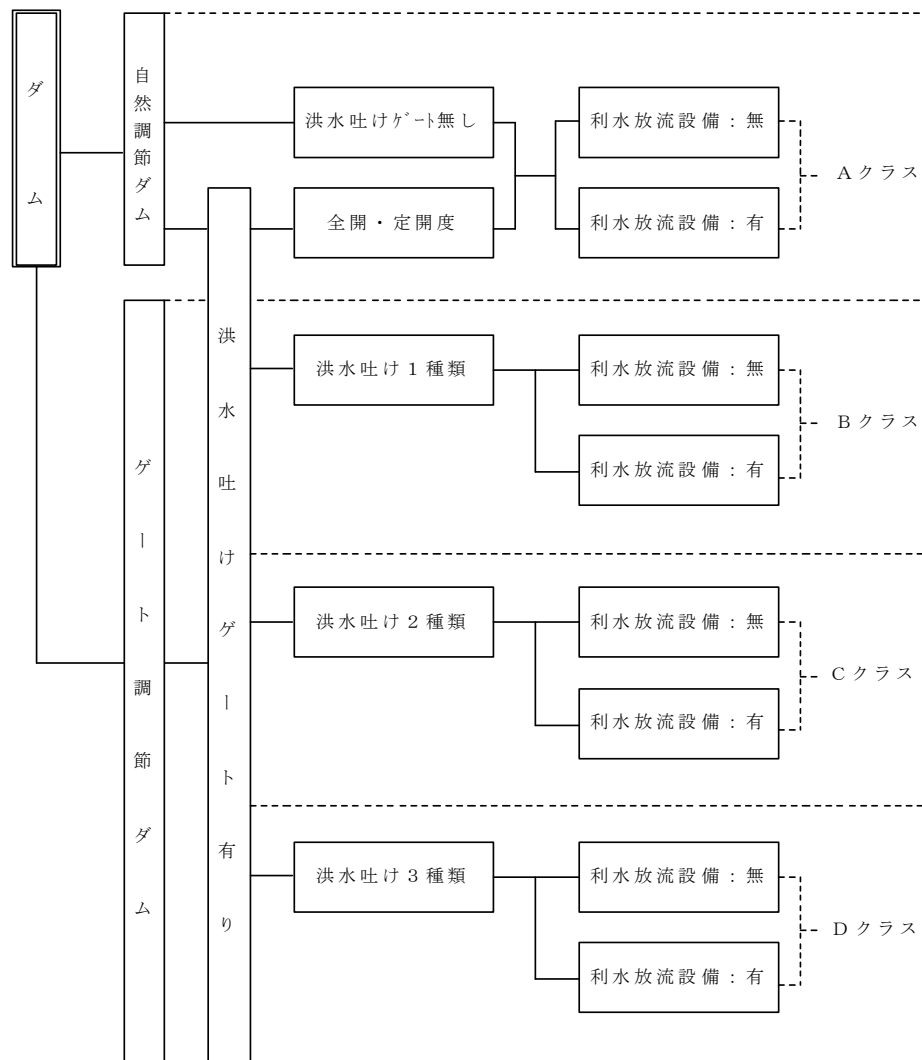 ダム
自然調節ダム
洪水吐けｹﾞｰﾄ無し
利水放流設備：無
Aクラス
全開・定開度
利水放流設備：有
洪水吐けゲート有り
ゲート調節ダム
洪水吐け１種類
利水放流設備：無
Bクラス
利水放流設備：有
洪水吐け２種類
利水放流設備：無
Cクラス
利水放流設備：有
洪水吐け３種類
利水放流設備：無
Dクラス
利水放流設備：有